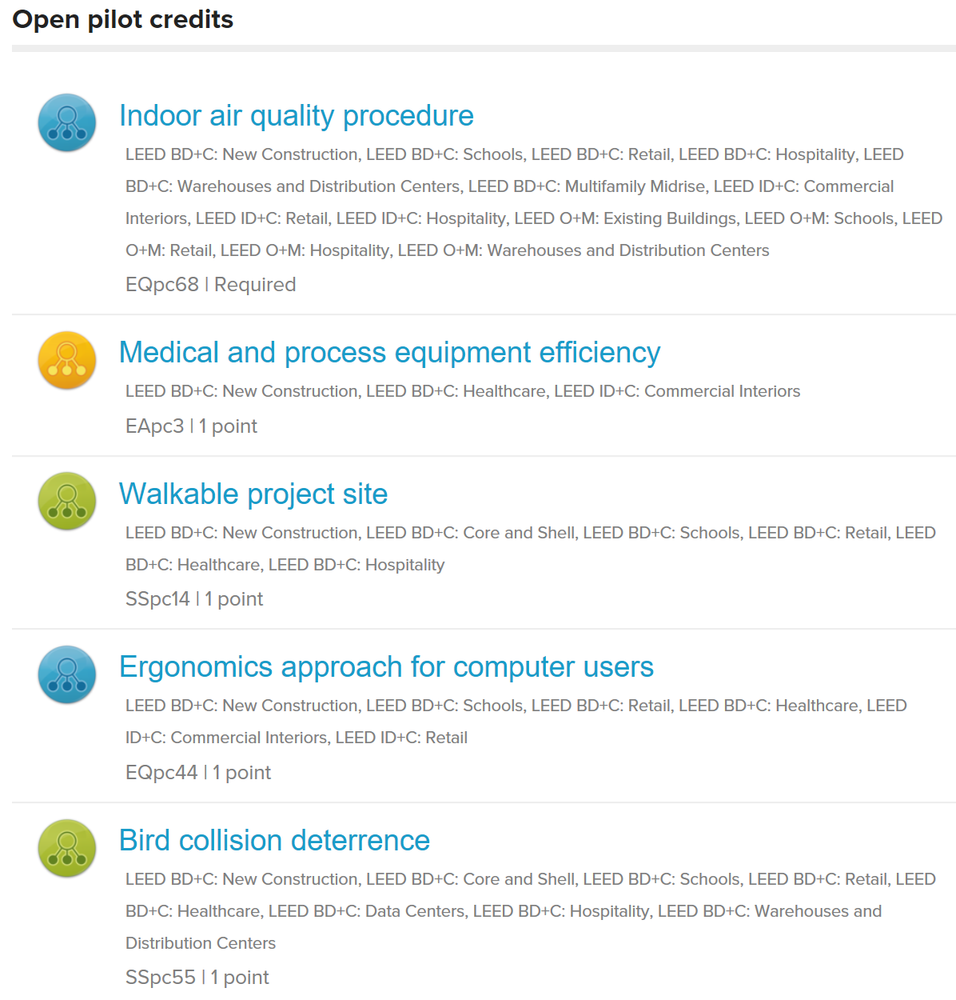 Open pilot credits
Indoor air quality procedure
LEED BD+C: New Construction, LEED BD+C: Schools, LEED BD+C: Retail, LEED BD+C: Hospitality, LEED
BD+C: Warehouses and Distribution Centers, LEED BD+C: Multifamily Midrise, LEED ID+C: Commercial
Interiors, LEED ID+C: Retail, LEED ID+C: Hospitality, LEED O+M: Existing Buildings, LEED O+M: Schools, LEED
O+M: Retail, LEED O+M: Hospitality, LEED O+M: Warehouses and Distribution Centers
EQpc68 | Required
Medical and process equipment efficiency
LEED BD+C: New Construction, LEED BD+C: Healthcare, LEED ID+C: Commercial Interiors
EApc3 | 1 point
Walkable project site
LEED BD+C: New Construction, LEED BD+C: Core and Shell, LEED BD+C: Schools, LEED BD+C: Retail, LEED
BD+C: Healthcare, LEED BD+C: Hospitality
SSpc14 | 1 point
Ergonomics approach for computer users
LEED BD+C: New Construction, LEED BD+C: Schools, LEED BD+C: Retail, LEED BD+C: Healthcare, LEED
ID+C: Commercial Interiors, LEED ID+C: Retail
EQpc44 | 1 point
Bird collision deterrence
LEED BD+C: New Construction, LEED BD+C: Core and Shell, LEED BD+C: Schools, LEED BD+C: Retail, LEED
BD+C: Healthcare, LEED BD+C: Data Centers, LEED BD+C: Hospitality, LEED BD+C: Warehouses and
Distribution Centers
SSpc55 | 1 point